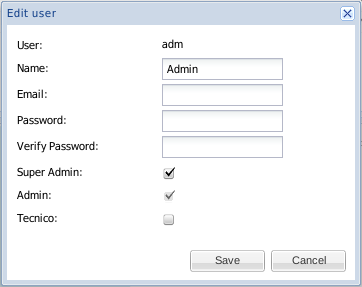 Edit user
User: adm
Name: Admin
Email:
Password:
Verify Password:
Super Admin:
Admin:
Tecnico:
Save Cancel